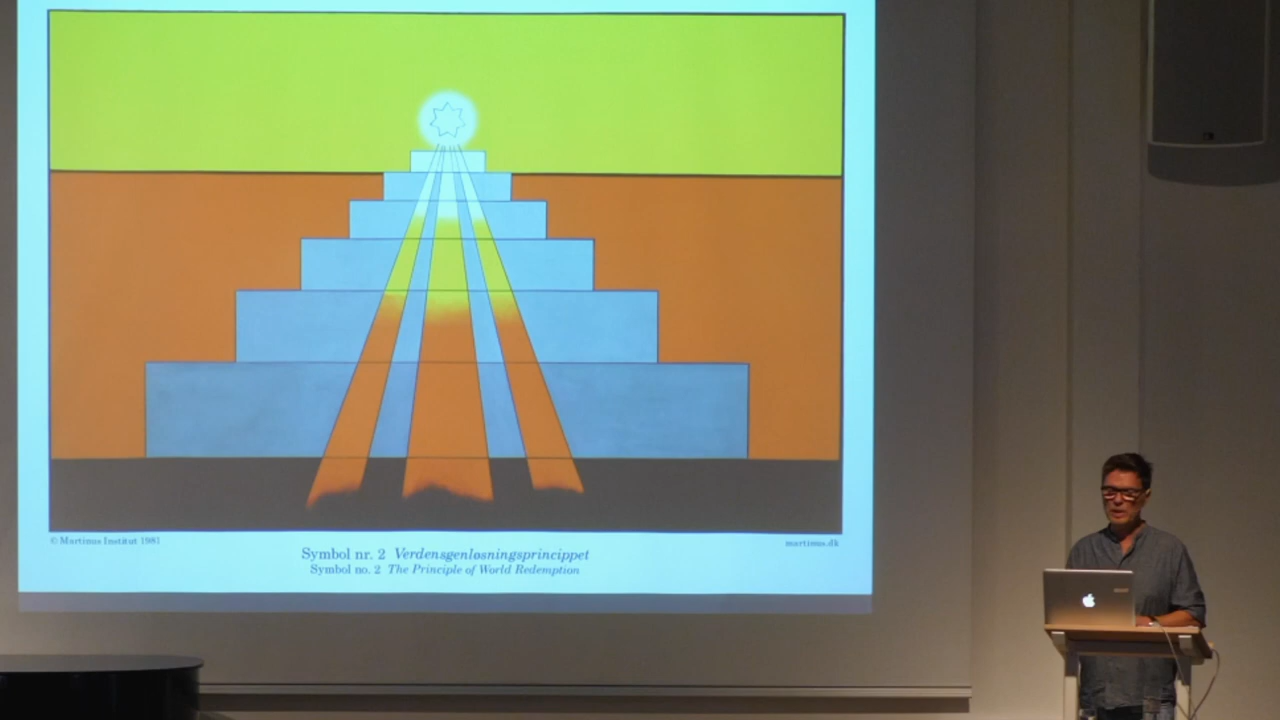 © Martinus Institut 1981
martinus.dk
Symbol nr. 2 Verdensgenløsningsprincippet
Symbol no. 2 The Principle of World Redemption